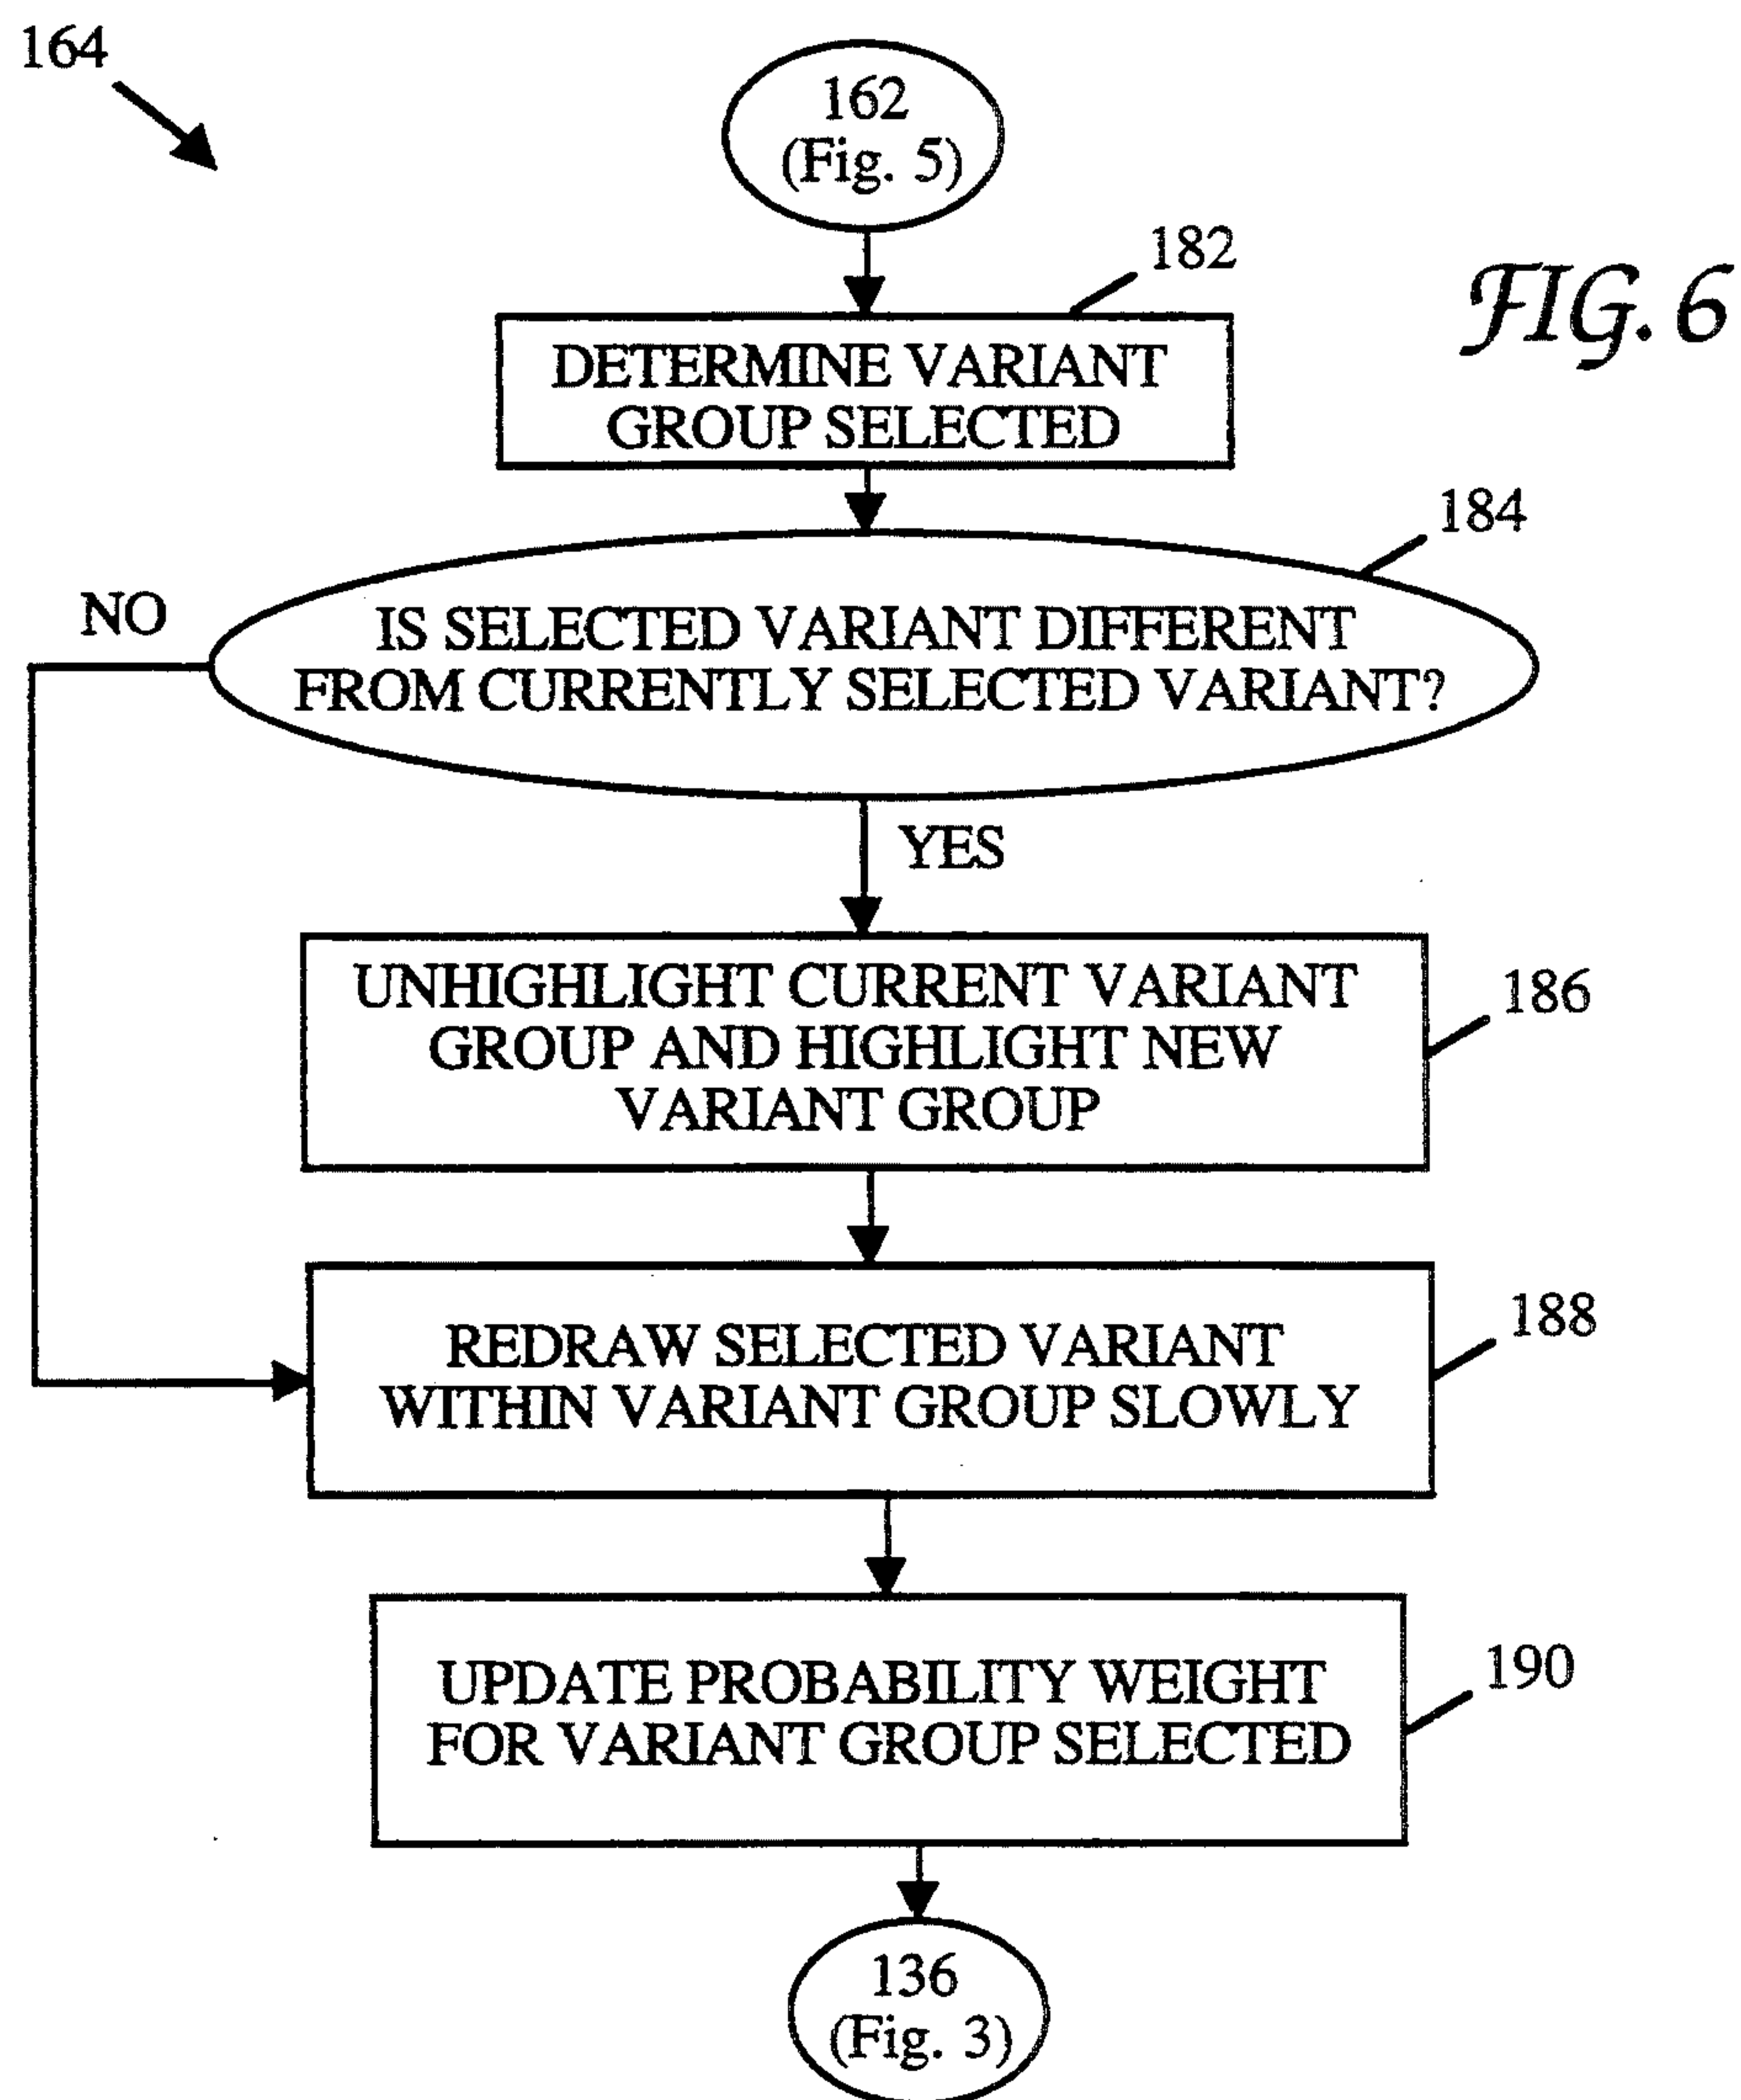 164
162
(Fig. 5)
182
FIG. 6
DETERMINE VARIANT
GROUP SELECTED
184
NO
IS SELECTED VARIANT DIFFERENT
FROM CURRENTLY SELECTED VARIANT?
YES
UNHIGHLIGHT CURRENT VARIANT
GROUP AND HIGHLIGHT NEW
VARIANT GROUP
186
REDRAW SELECTED VARIANT
WITHIN VARIANT GROUP SLOWLY
188
UPDATE PROBABILITY WEIGHT
FOR VARIANT GROUP SELECTED
190
136
(Fig. 3)